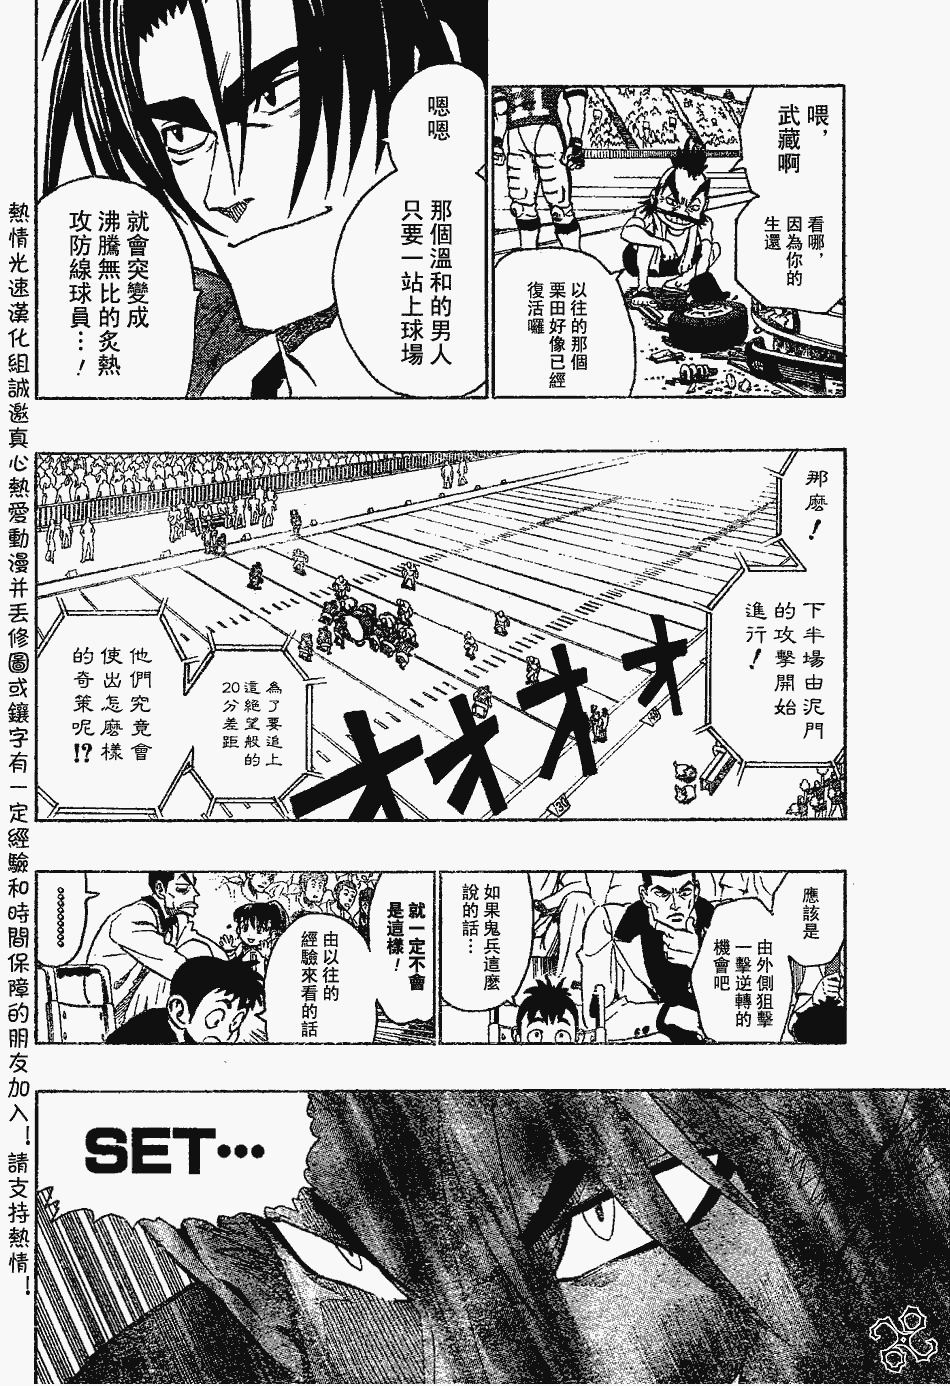 喂，
武藏啊
看哪，
因為你的
生還
以往的那個
栗田好像已經
復活囉
嗯嗯
那個溫和的男人
只要一站上球場
就會突變成
沸騰無比的炙熱
攻防線球員…！
那麼！
下半場由泥門
的攻擊開始
進行！
オオオオ
為了要追上
這絕望般的
20分差距
他們究竟會
使出怎麼樣
的奇策呢!?
應該是
由外側狙擊
一擊逆轉的
機會吧
如果鬼兵這麼
說的話…
就一定不會
是這樣！
由以往的
經驗來看的話
………
SET…
熱情光速漢化組誠邀真心熱愛動漫并丟修圖或鑲字有一定經驗和時間保障的朋友加入！請支持熱情！